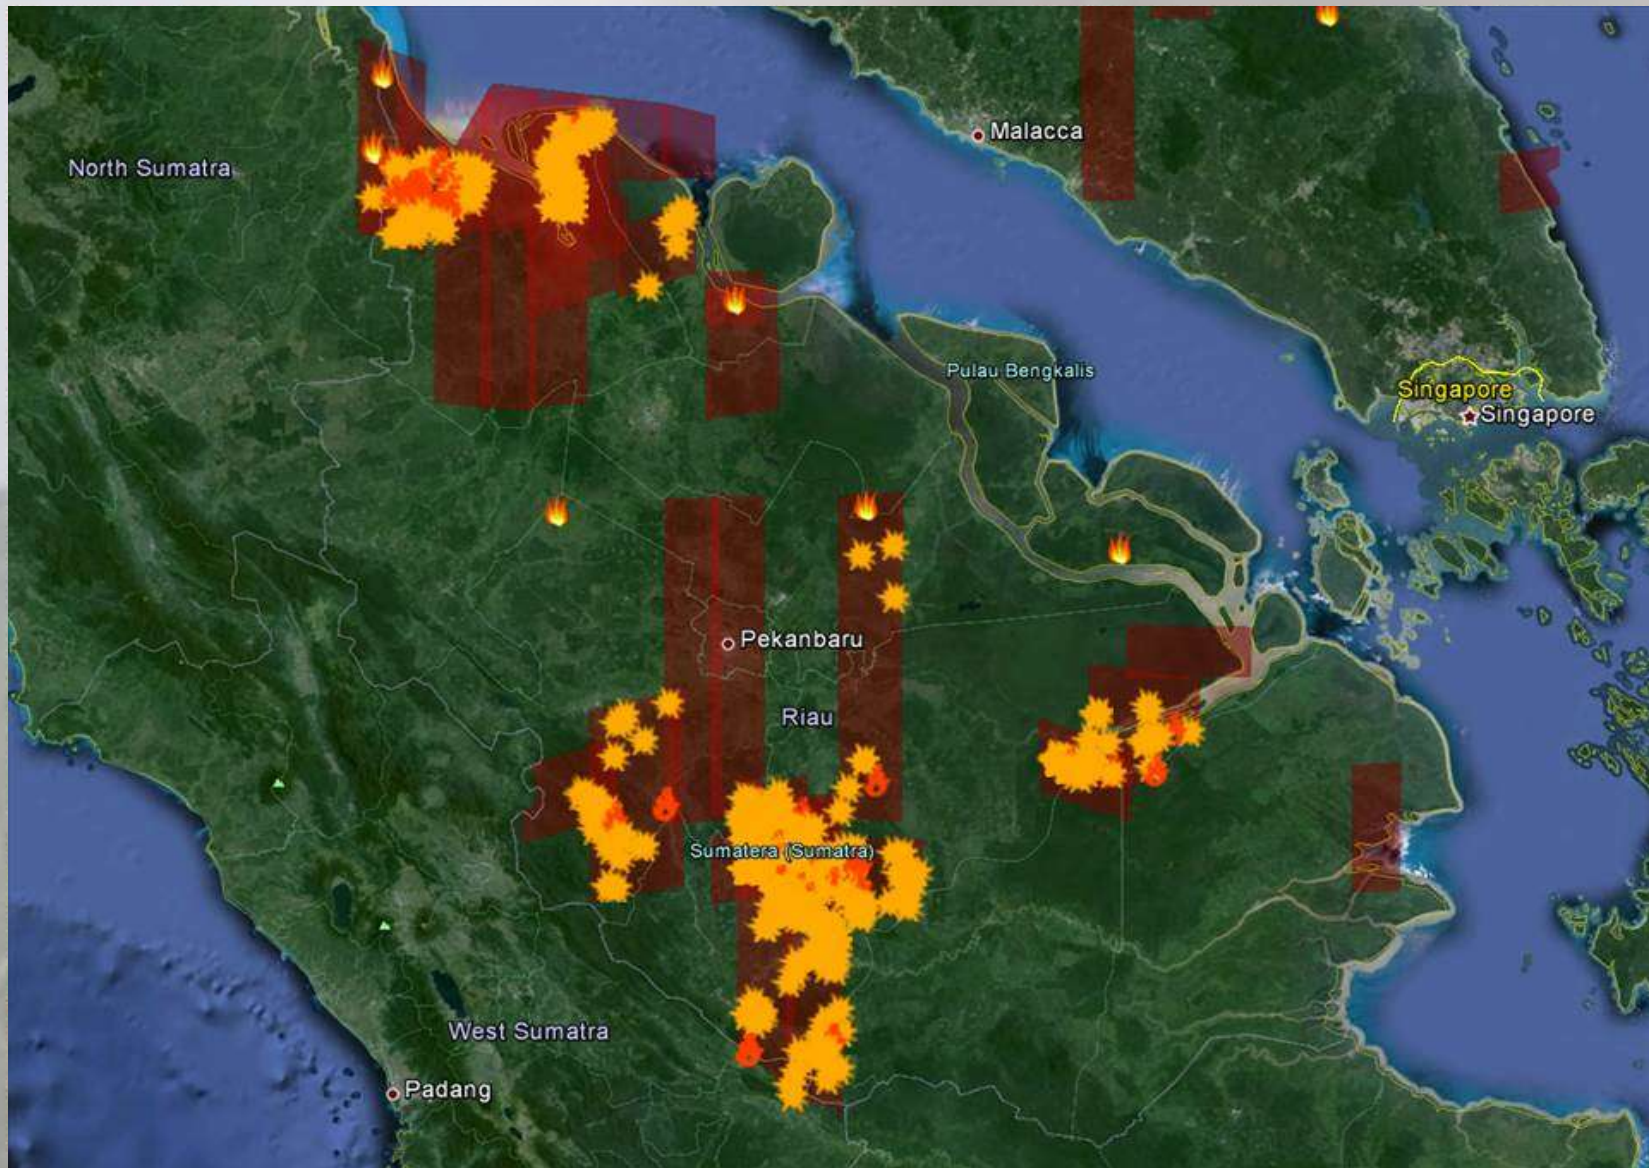 Malacca
North Sumatra
Pulau Bengkalis
Singapore
Singapore
Pekanbaru
Riau
Sumatera (Sumatra)
West Sumatra
Padang